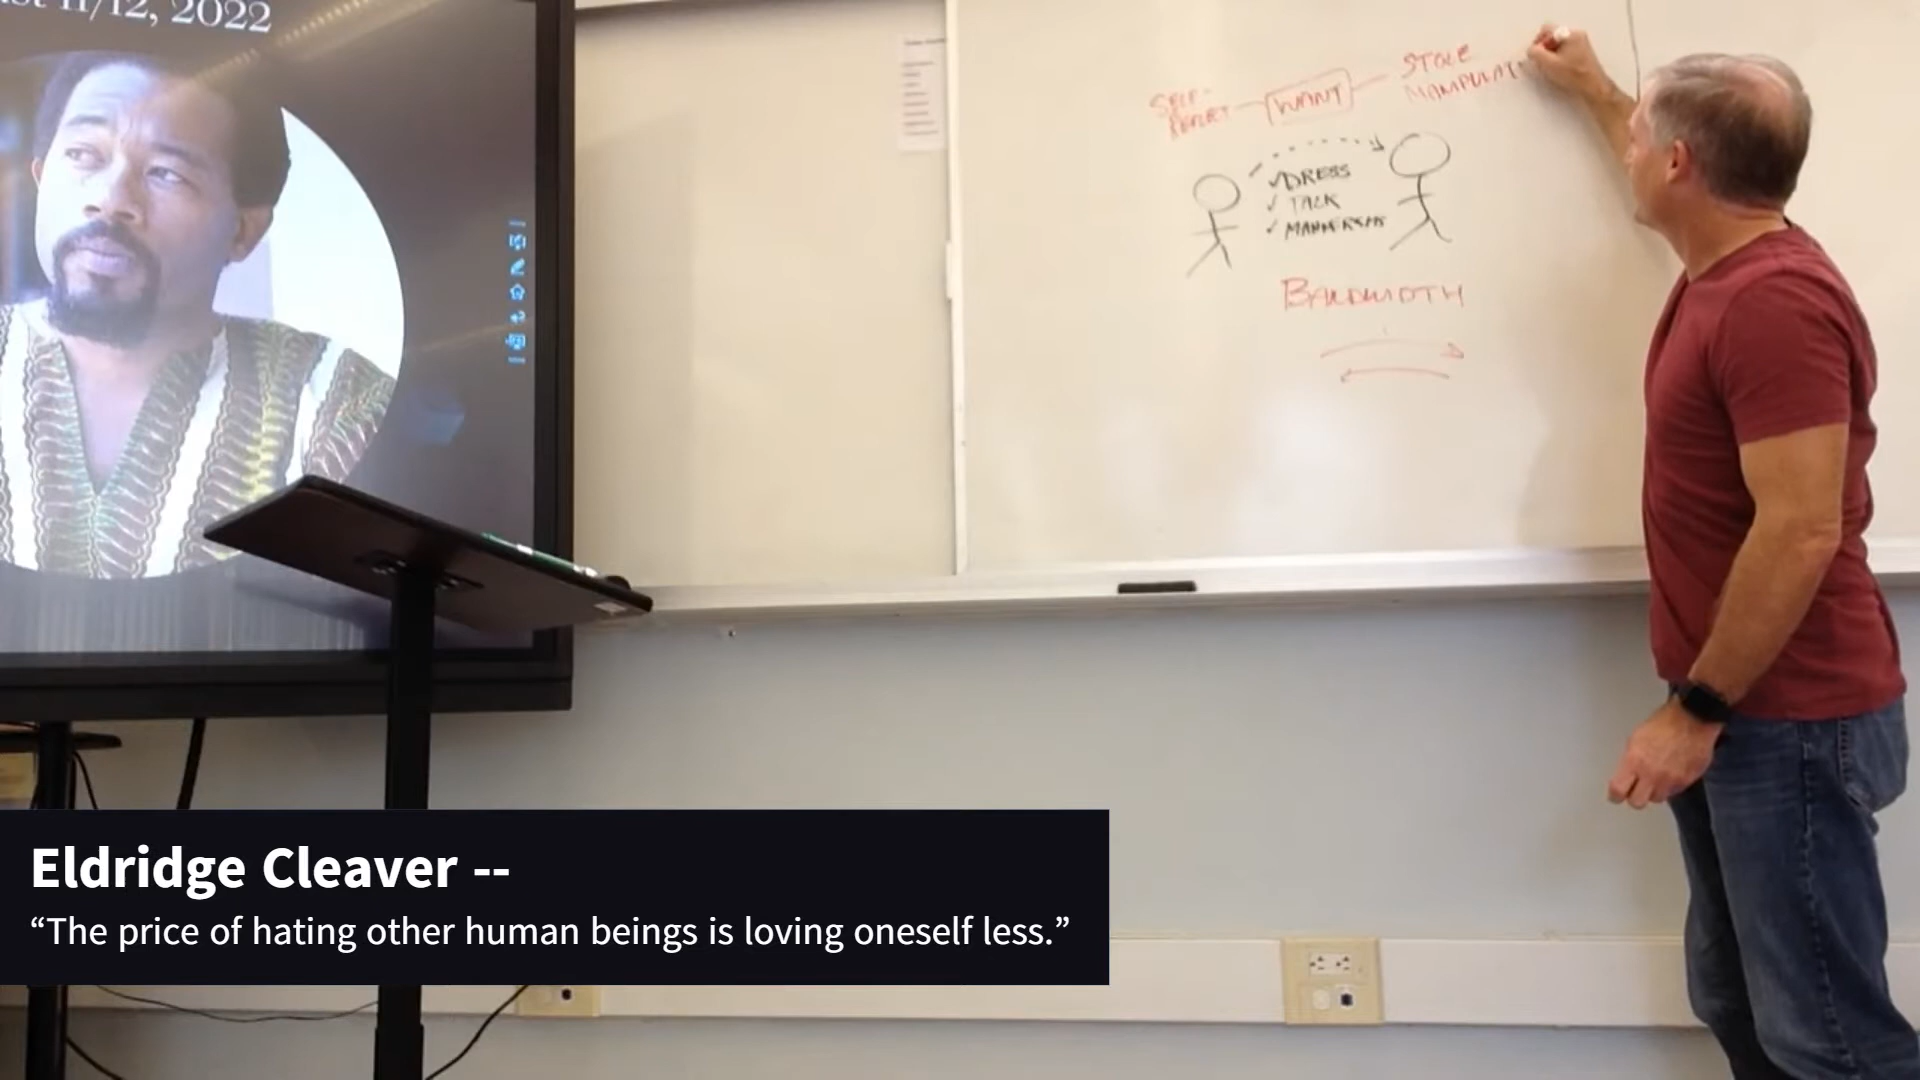 11/12, 2022
SELF-
REFLECT
WANT
STOLE
DRESS
TALK
MANNERISMS
BANDWIDTH
Eldridge Cleaver --
“The price of hating other human beings is loving oneself less.”